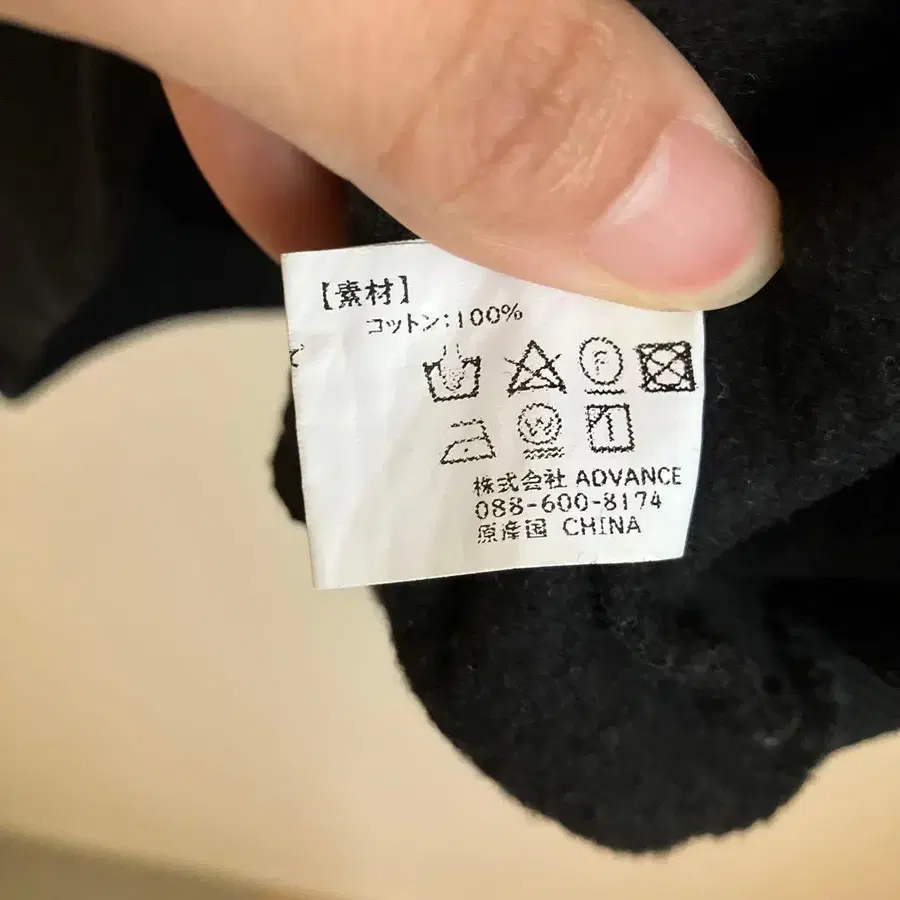 【素材】
コットン:100%
て
F
W
株式会社 ADVANCE
088-600-8174
原産国 CHINA